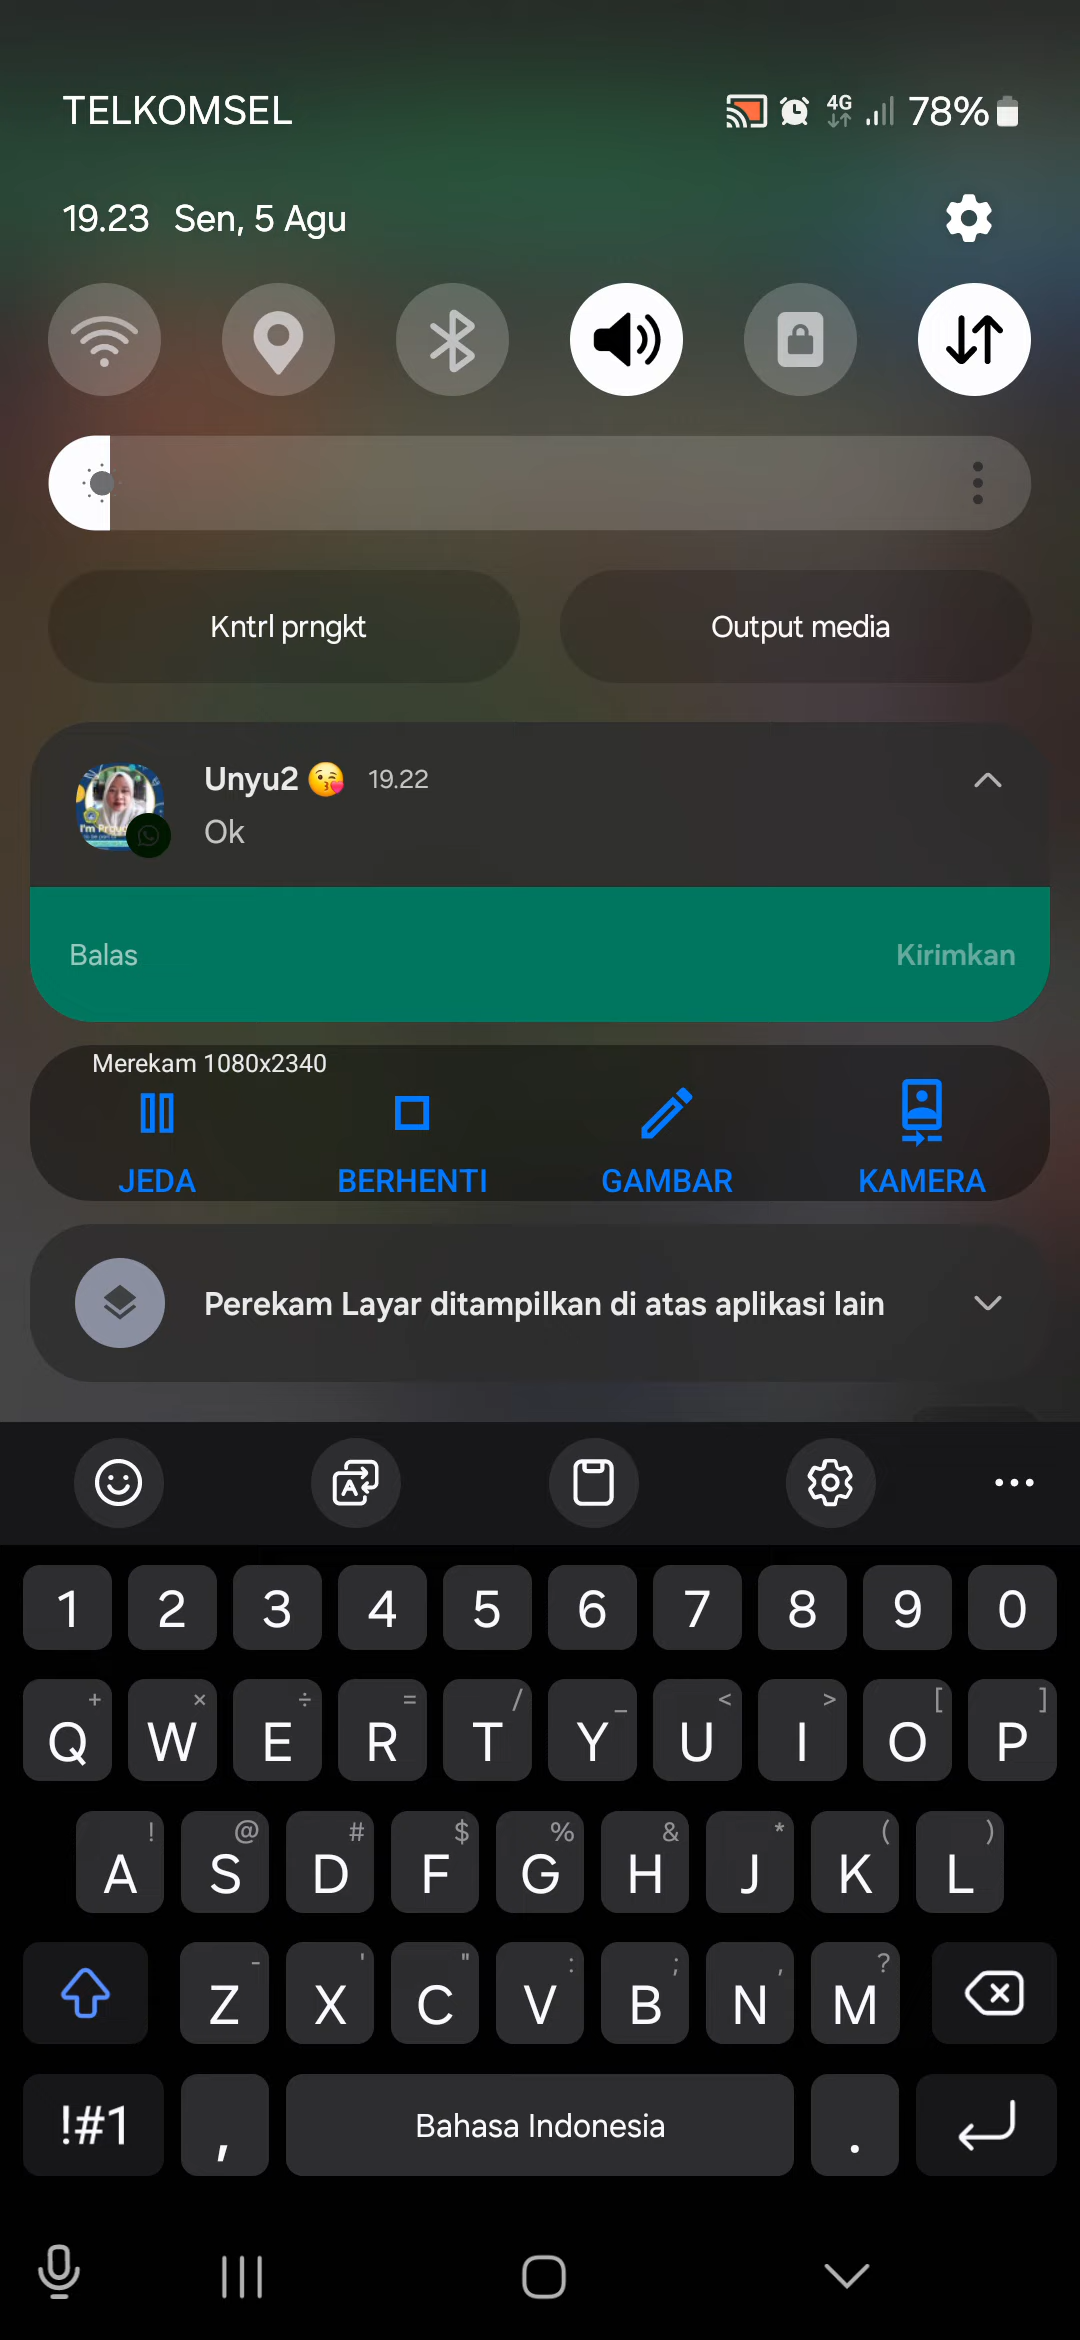 TELKOMSEL 4G 78%
19.23 Sen, 5 Agu
Kntrl prngkt Output media
Unyu2 😘 19.22
Ok
Balas Kirimkan
Merekam 1080x2340
JEDA BERHENTI GAMBAR KAMERA
Perekam Layar ditampilkan di atas aplikasi lain
1 2 3 4 5 6 7 8 9 0
+ × ÷ = / _ < > [ ]
Q W E R T Y U I O P
! @ # $ % & * ( )
A S D F G H J K L
- ' " : ; , ?
Z X C V B N M
!#1 , Bahasa Indonesia .